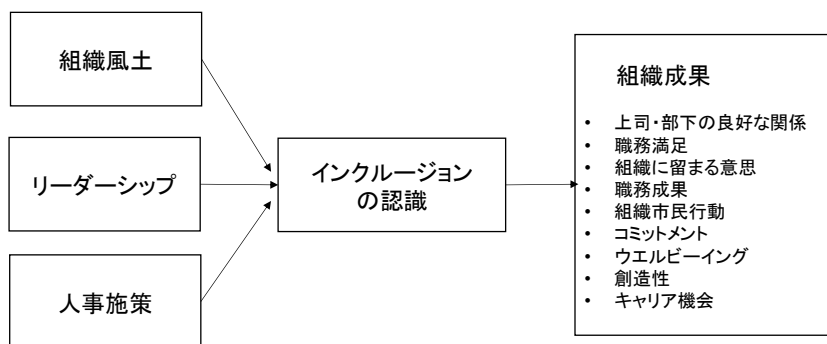 組織風土
リーダーシップ
人事施策
インクルージョン
の認識
組織成果
• 上司・部下の良好な関係
• 職務満足
• 組織に留まる意思
• 職務成果
• 組織市民行動
• コミットメント
• ウエルビーイング
• 創造性
• キャリア機会